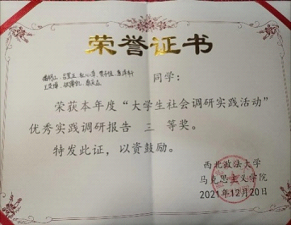 荣誉证书
同学：
荣获本年度“大学生社会调研实践活动”
优秀实践调研报告 三 等奖。
特发此证，以资鼓励。
西北政法大学
马克思主义学院
2021年12月20日